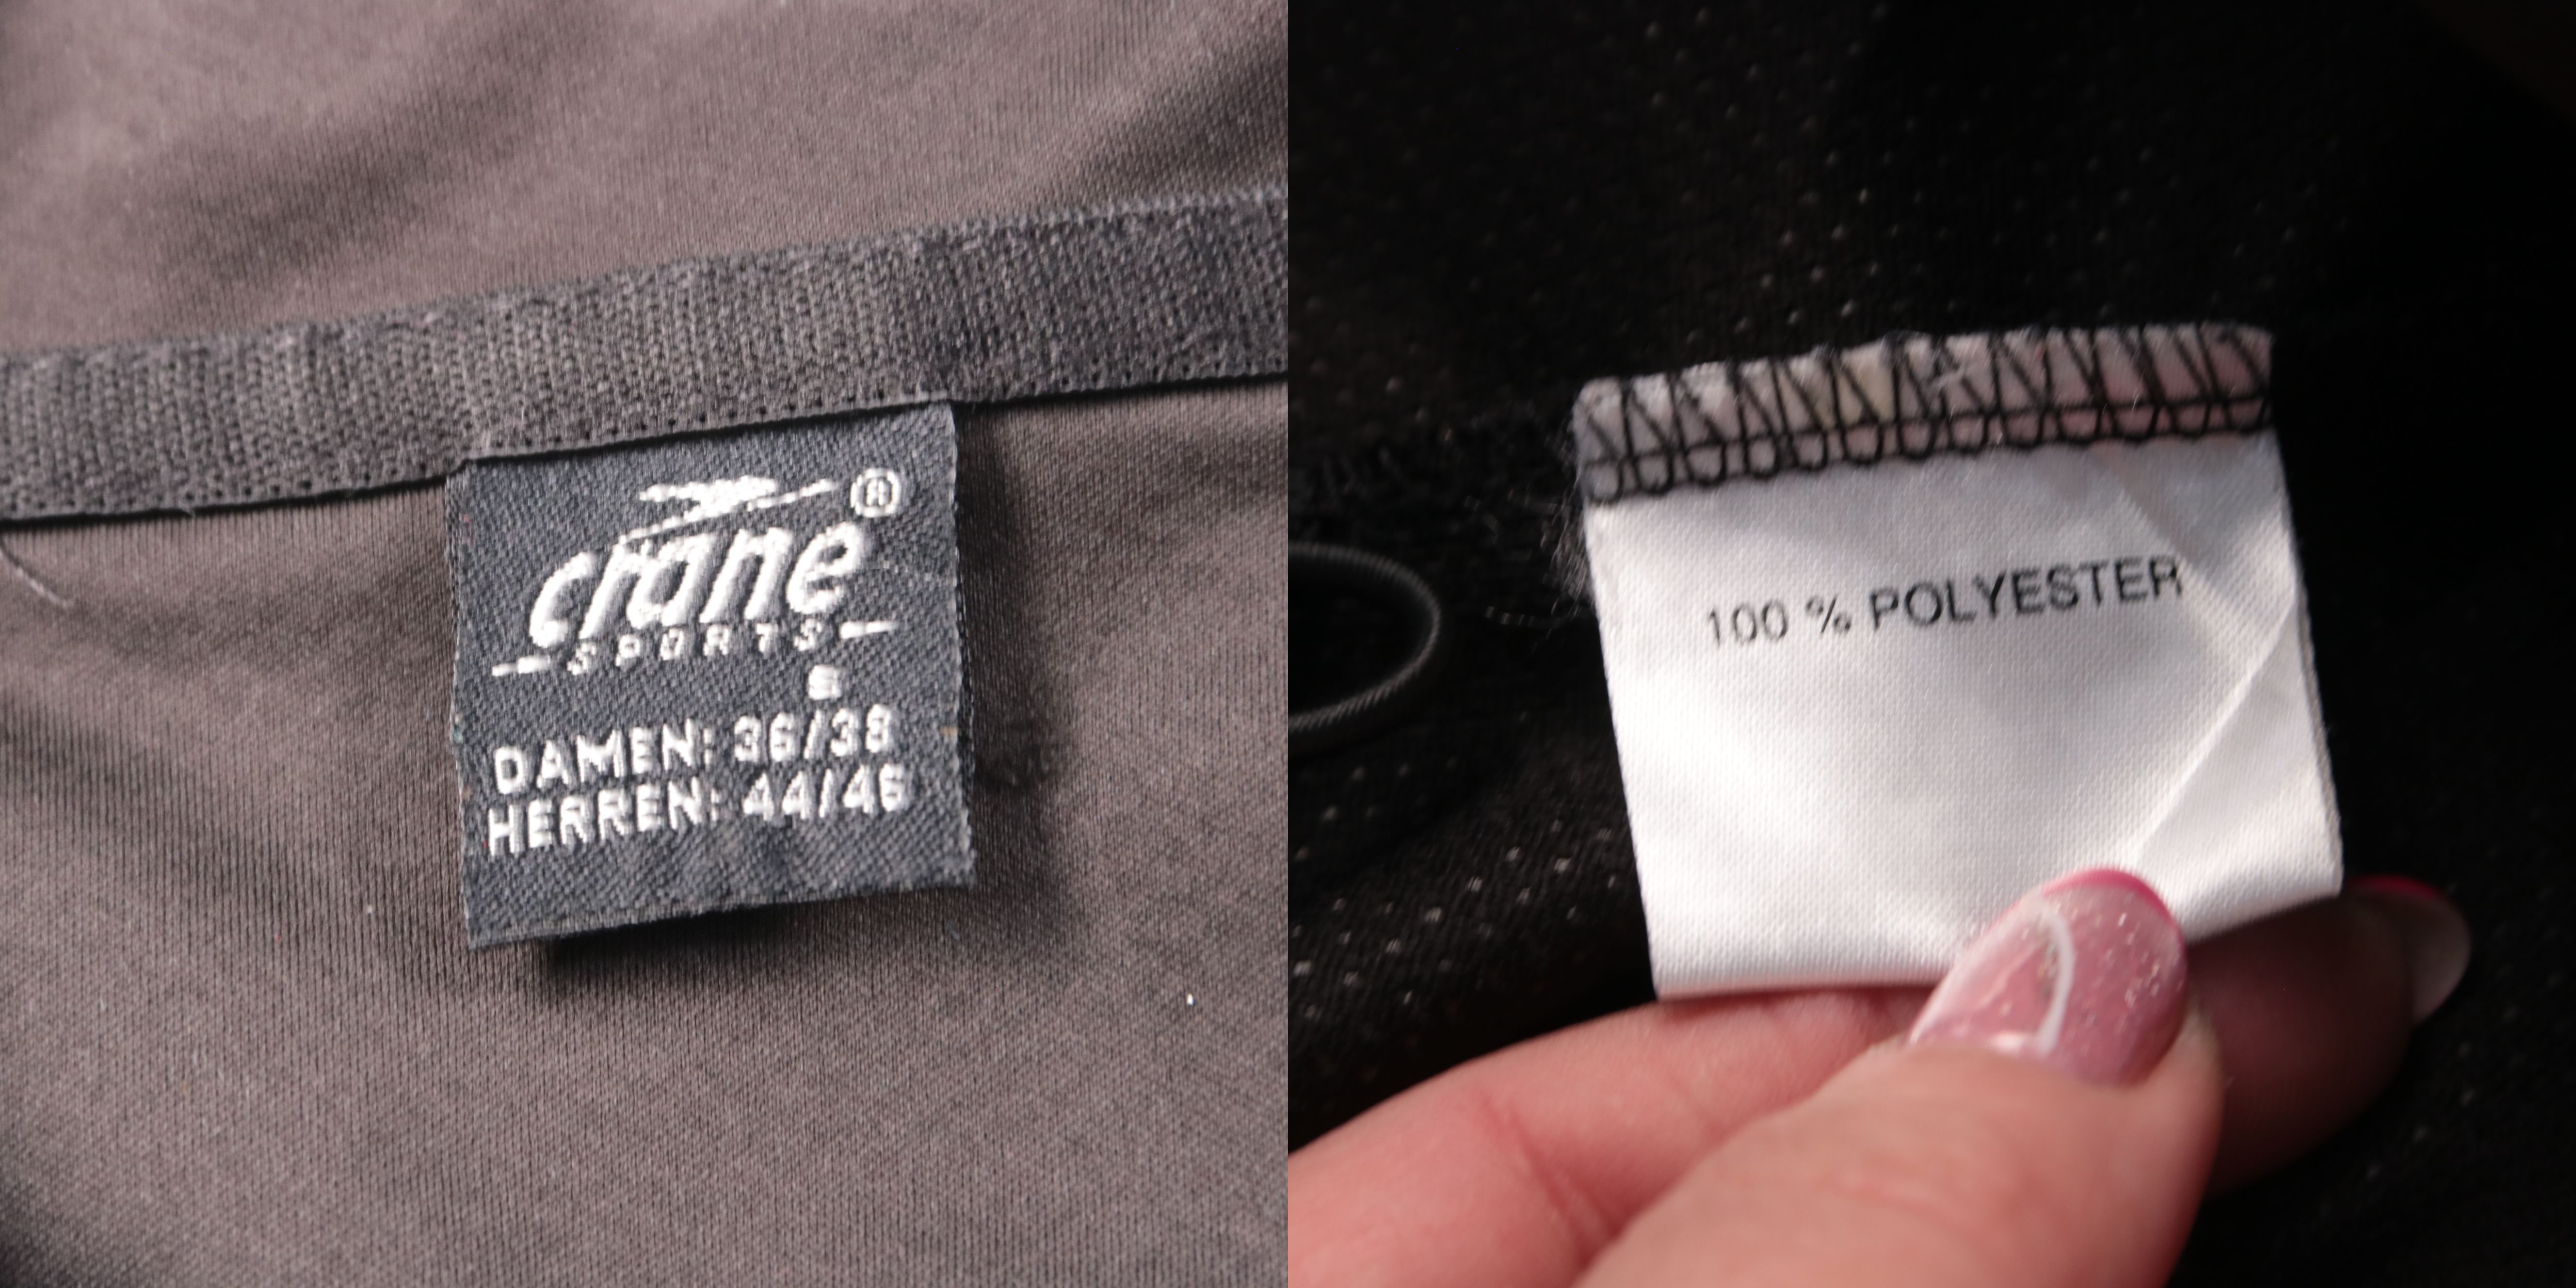 crane®
SPORTS
S
DAMEN: 36/38
HERREN: 44/46
100 % POLYESTER